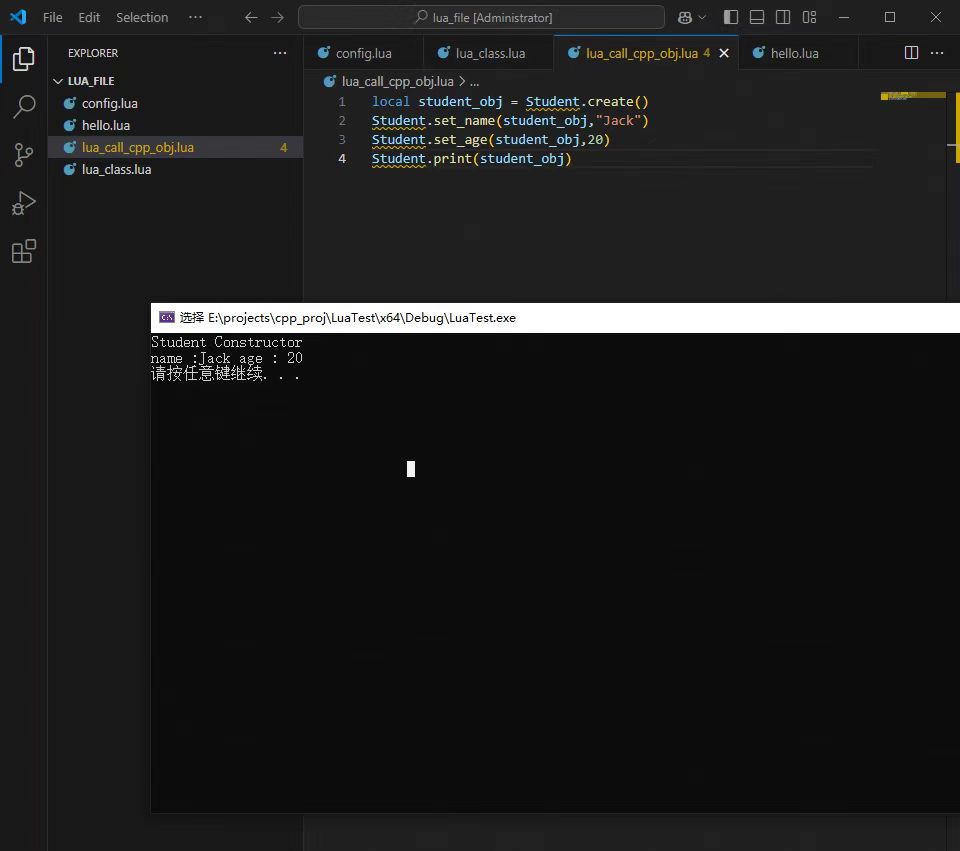 File Edit Selection ··· lua_file [Administrator]
EXPLORER ···
config.lua lua_class.lua lua_call_cpp_obj.lua 4 hello.lua ···
LUA_FILE
config.lua
hello.lua
lua_call_cpp_obj.lua 4
lua_class.lua
lua_call_cpp_obj.lua > ...
1 local student_obj = Student.create()
2 Student.set_name(student_obj,"Jack")
3 Student.set_age(student_obj,20)
4 Student.print(student_obj)
选择 E:\projects\cpp_proj\LuaTest\x64\Debug\LuaTest.exe
Student Constructor
name :Jack age : 20
请按任意键继续. . .